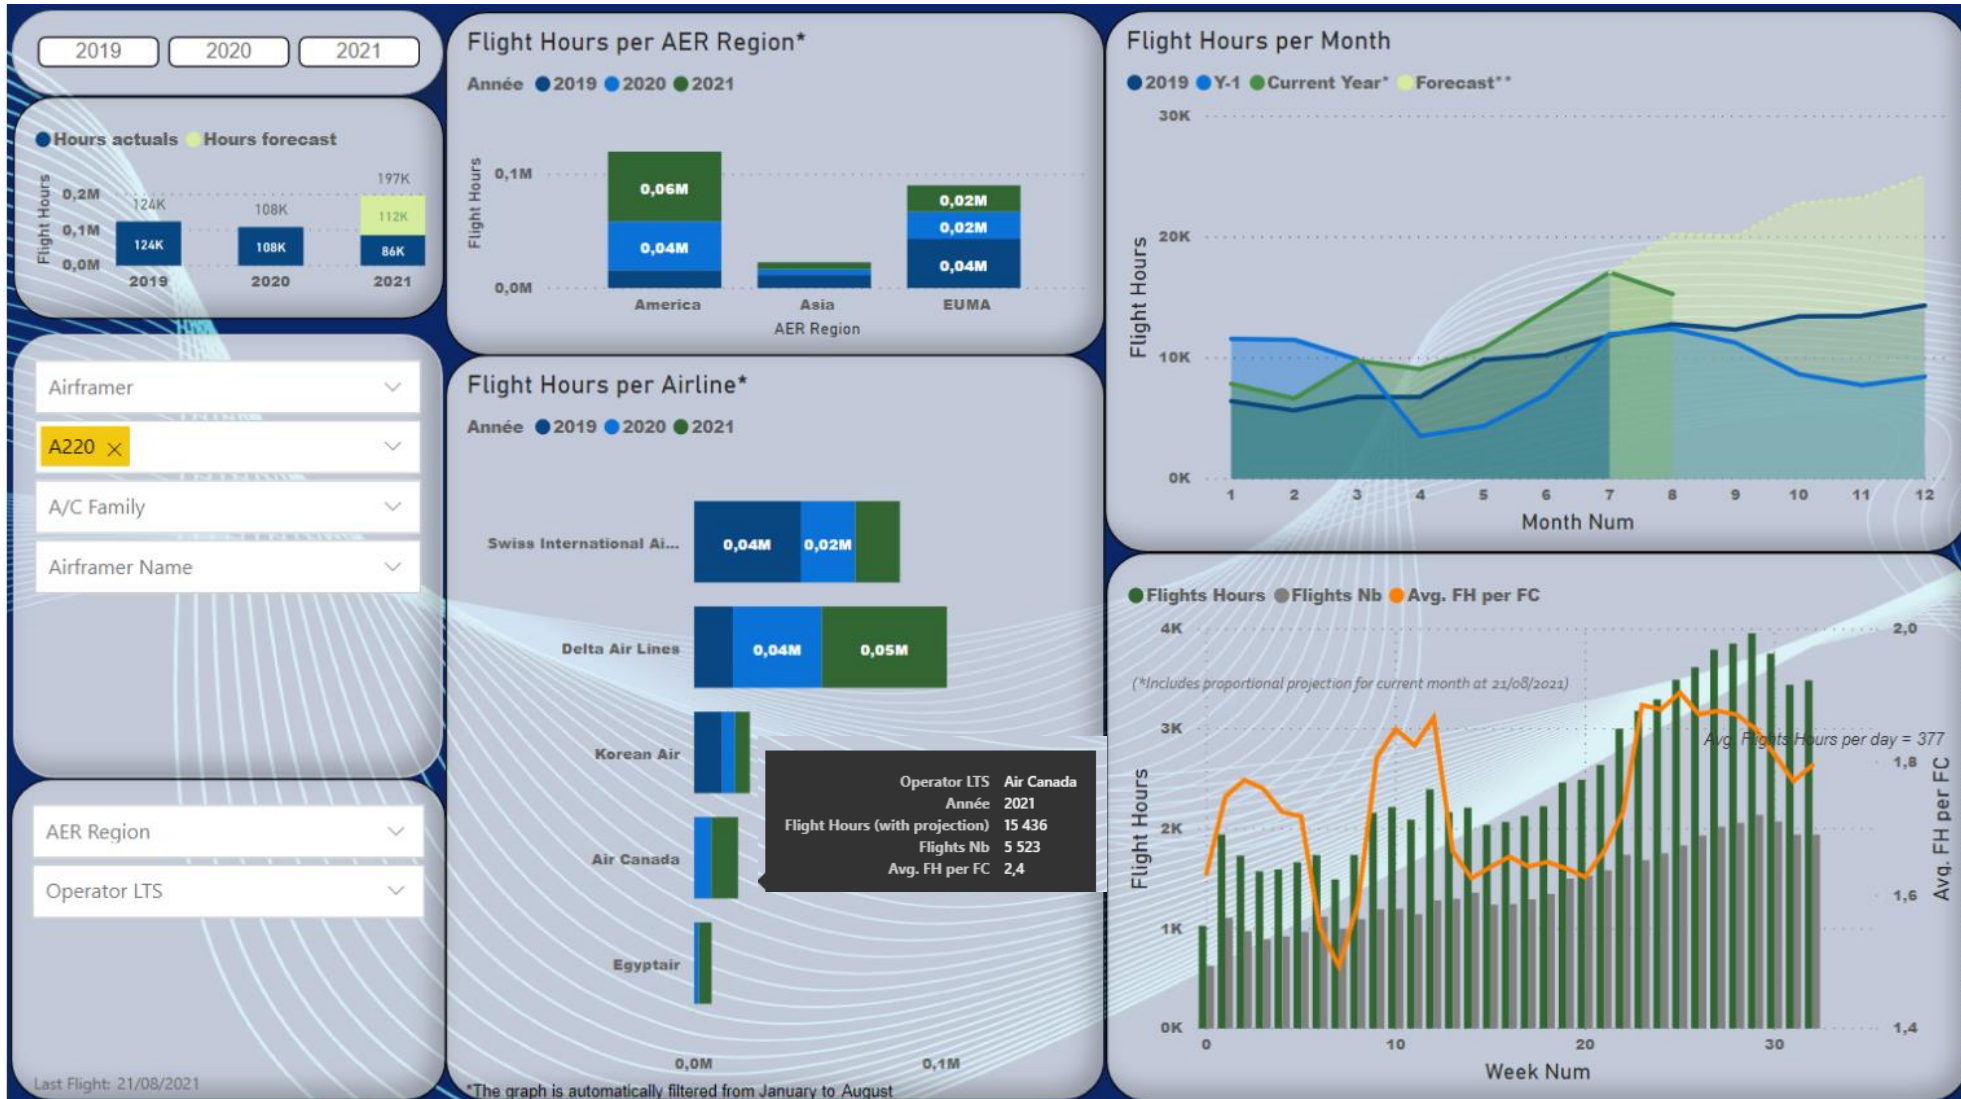 2019 2020 2021
Hours actuals Hours forecast
Flight Hours
0,2M
0,1M
0,0M
124K
108K
197K
112K
124K
108K
86K
2019 2020 2021
Airframer
A220
A/C Family
Airframer Name
AER Region
Operator LTS
Last Flight: 21/08/2021
Flight Hours per AER Region*
Année 2019 2020 2021
Flight Hours
0,1M
0,0M
0,06M
0,04M
0,02M
0,02M
0,04M
America Asia EUMA
AER Region
Flight Hours per Airline*
Année 2019 2020 2021
Swiss International Ai...
0,04M 0,02M
Delta Air Lines
0,04M 0,05M
Korean Air
Air Canada
Egyptair
0,0M 0,1M
*The graph is automatically filtered from January to August
Operator LTS Air Canada
Année 2021
Flight Hours (with projection) 15 436
Flights Nb 5 523
Avg. FH per FC 2,4
Flight Hours per Month
2019 Y-1 Current Year* Forecast**
Flight Hours
30K
20K
10K
0K
1 2 3 4 5 6 7 8 9 10 11 12
Month Num
Flights Hours Flights Nb Avg. FH per FC
(*Includes proportional projection for current month at 21/08/2021)
Avg. Flights Hours per day = 377
Flight Hours
4K
3K
2K
1K
0K
2,0
1,8
1,6
1,4
Avg. FH per FC
0 10 20 30
Week Num